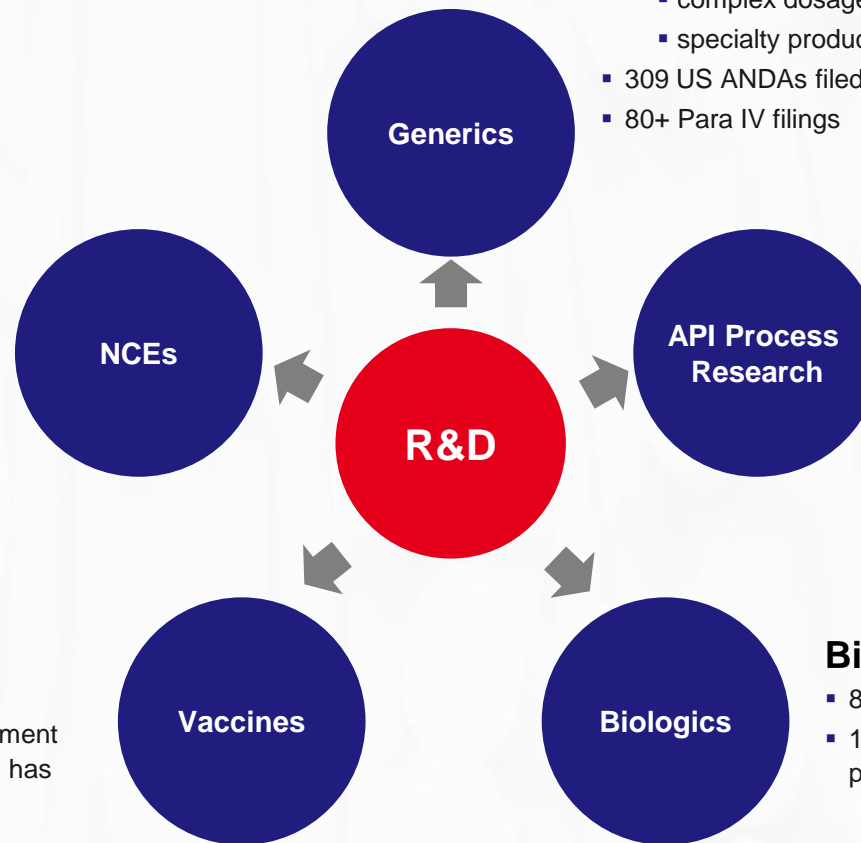 complex dosage
▪ specialty produc
▪ 309 US ANDAs filed
▪ 80+ Para IV filings
Generics
NCEs
API Process
Research
R&D
Vaccines
Biologics
Bi
▪ 8
▪ 1
p
ment
has